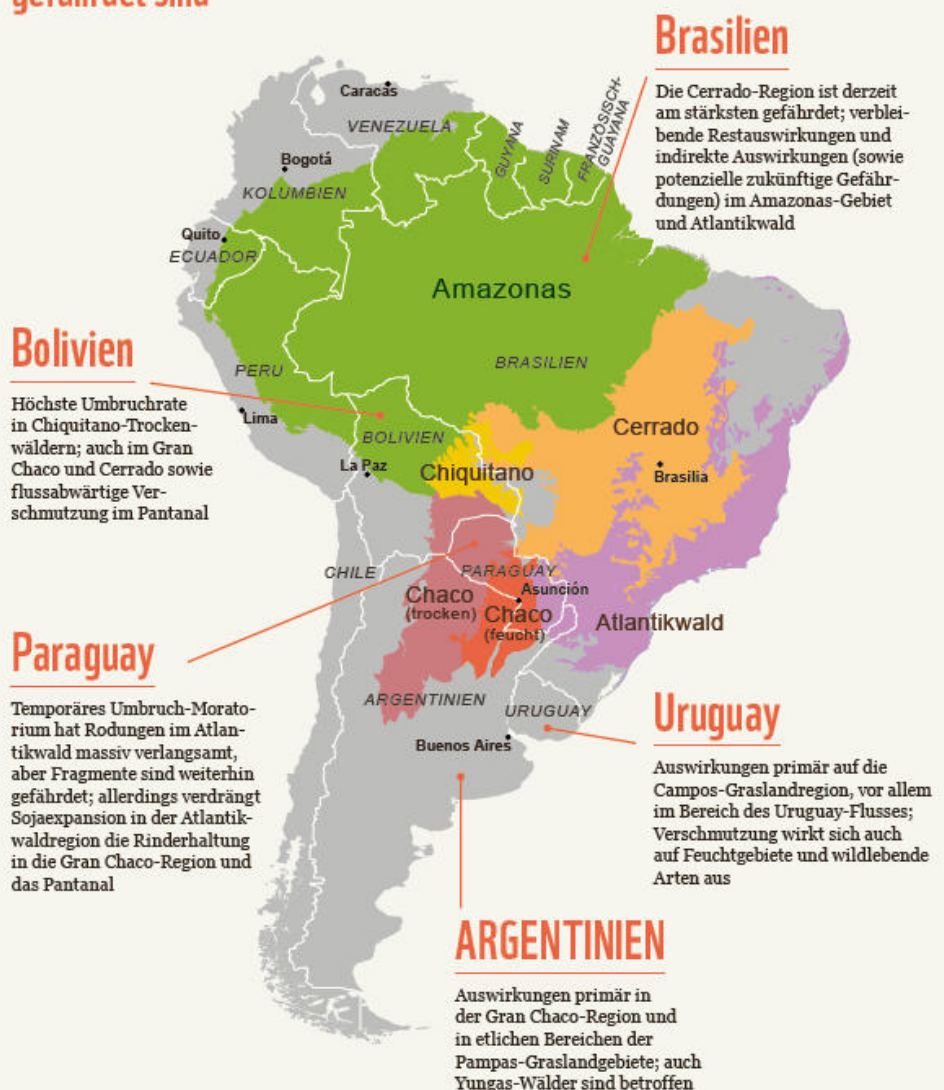 gefährdet sind
Brasilien
Die Cerrado-Region ist derzeit
am stärksten gefährdet; verblei-
bende Restauswirkungen und
indirekte Auswirkungen (sowie
potenzielle zukünftige Gefähr-
dungen) im Amazonas-Gebiet
und Atlantikwald
Caracas
VENEZUELA
GUYANA
SURINAM
FRANZÖSISCH-
GUAYANA
Bogotá
KOLUMBIEN
Quito
ECUADOR
Amazonas
BRASILIEN
PERU
Lima
BOLIVIEN
La Paz
Chiquitano
Cerrado
Brasilia
CHILE
PARAGUAY
Asunción
Chaco
(trocken)
Chaco
(feucht)
Atlantikwald
ARGENTINIEN
URUGUAY
Buenos Aires
Bolivien
Höchste Umbruchrate
in Chiquitano-Trocken-
wäldern; auch im Gran
Chaco und Cerrado sowie
flussabwärtige Ver-
schmutzung im Pantanal
Paraguay
Temporäres Umbruch-Morato-
rium hat Rodungen im Atlan-
tikwald massiv verlangsamt,
aber Fragmente sind weiterhin
gefährdet; allerdings verdrängt
Sojaexpansion in der Atlantik-
waldregion die Rinderhaltung
in die Gran Chaco-Region und
das Pantanal
Uruguay
Auswirkungen primär auf die
Campos-Graslandregion, vor allem
im Bereich des Uruguay-Flusses;
Verschmutzung wirkt sich auch
auf Feuchtgebiete und wildlebende
Arten aus
ARGENTINIEN
Auswirkungen primär in
der Gran Chaco-Region und
in etlichen Bereichen der
Pampas-Graslandgebiete; auch
Yungas-Wälder sind betroffen